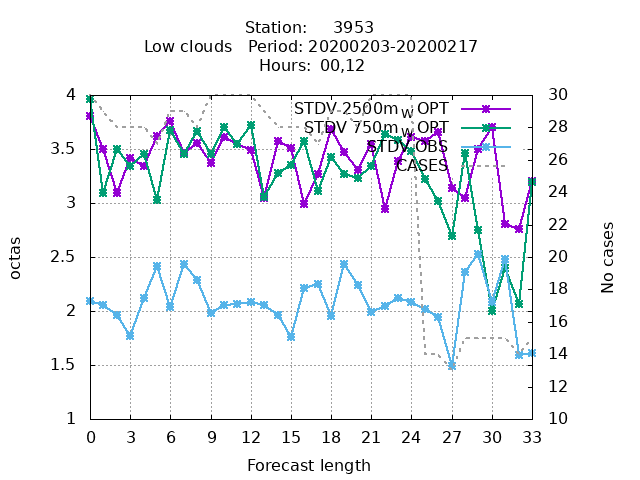 Station: 3953
Low clouds Period: 20200203-20200217
Hours: 00,12
STDV 2500m_W OPT
STDV 750m_W OPT
STDV OBS
CASES
4
3.5
3
2.5
2
1.5
1
octas
30
28
26
24
22
20
18
16
14
12
10
No cases
0 3 6 9 12 15 18 21 24 27 30 33
Forecast length